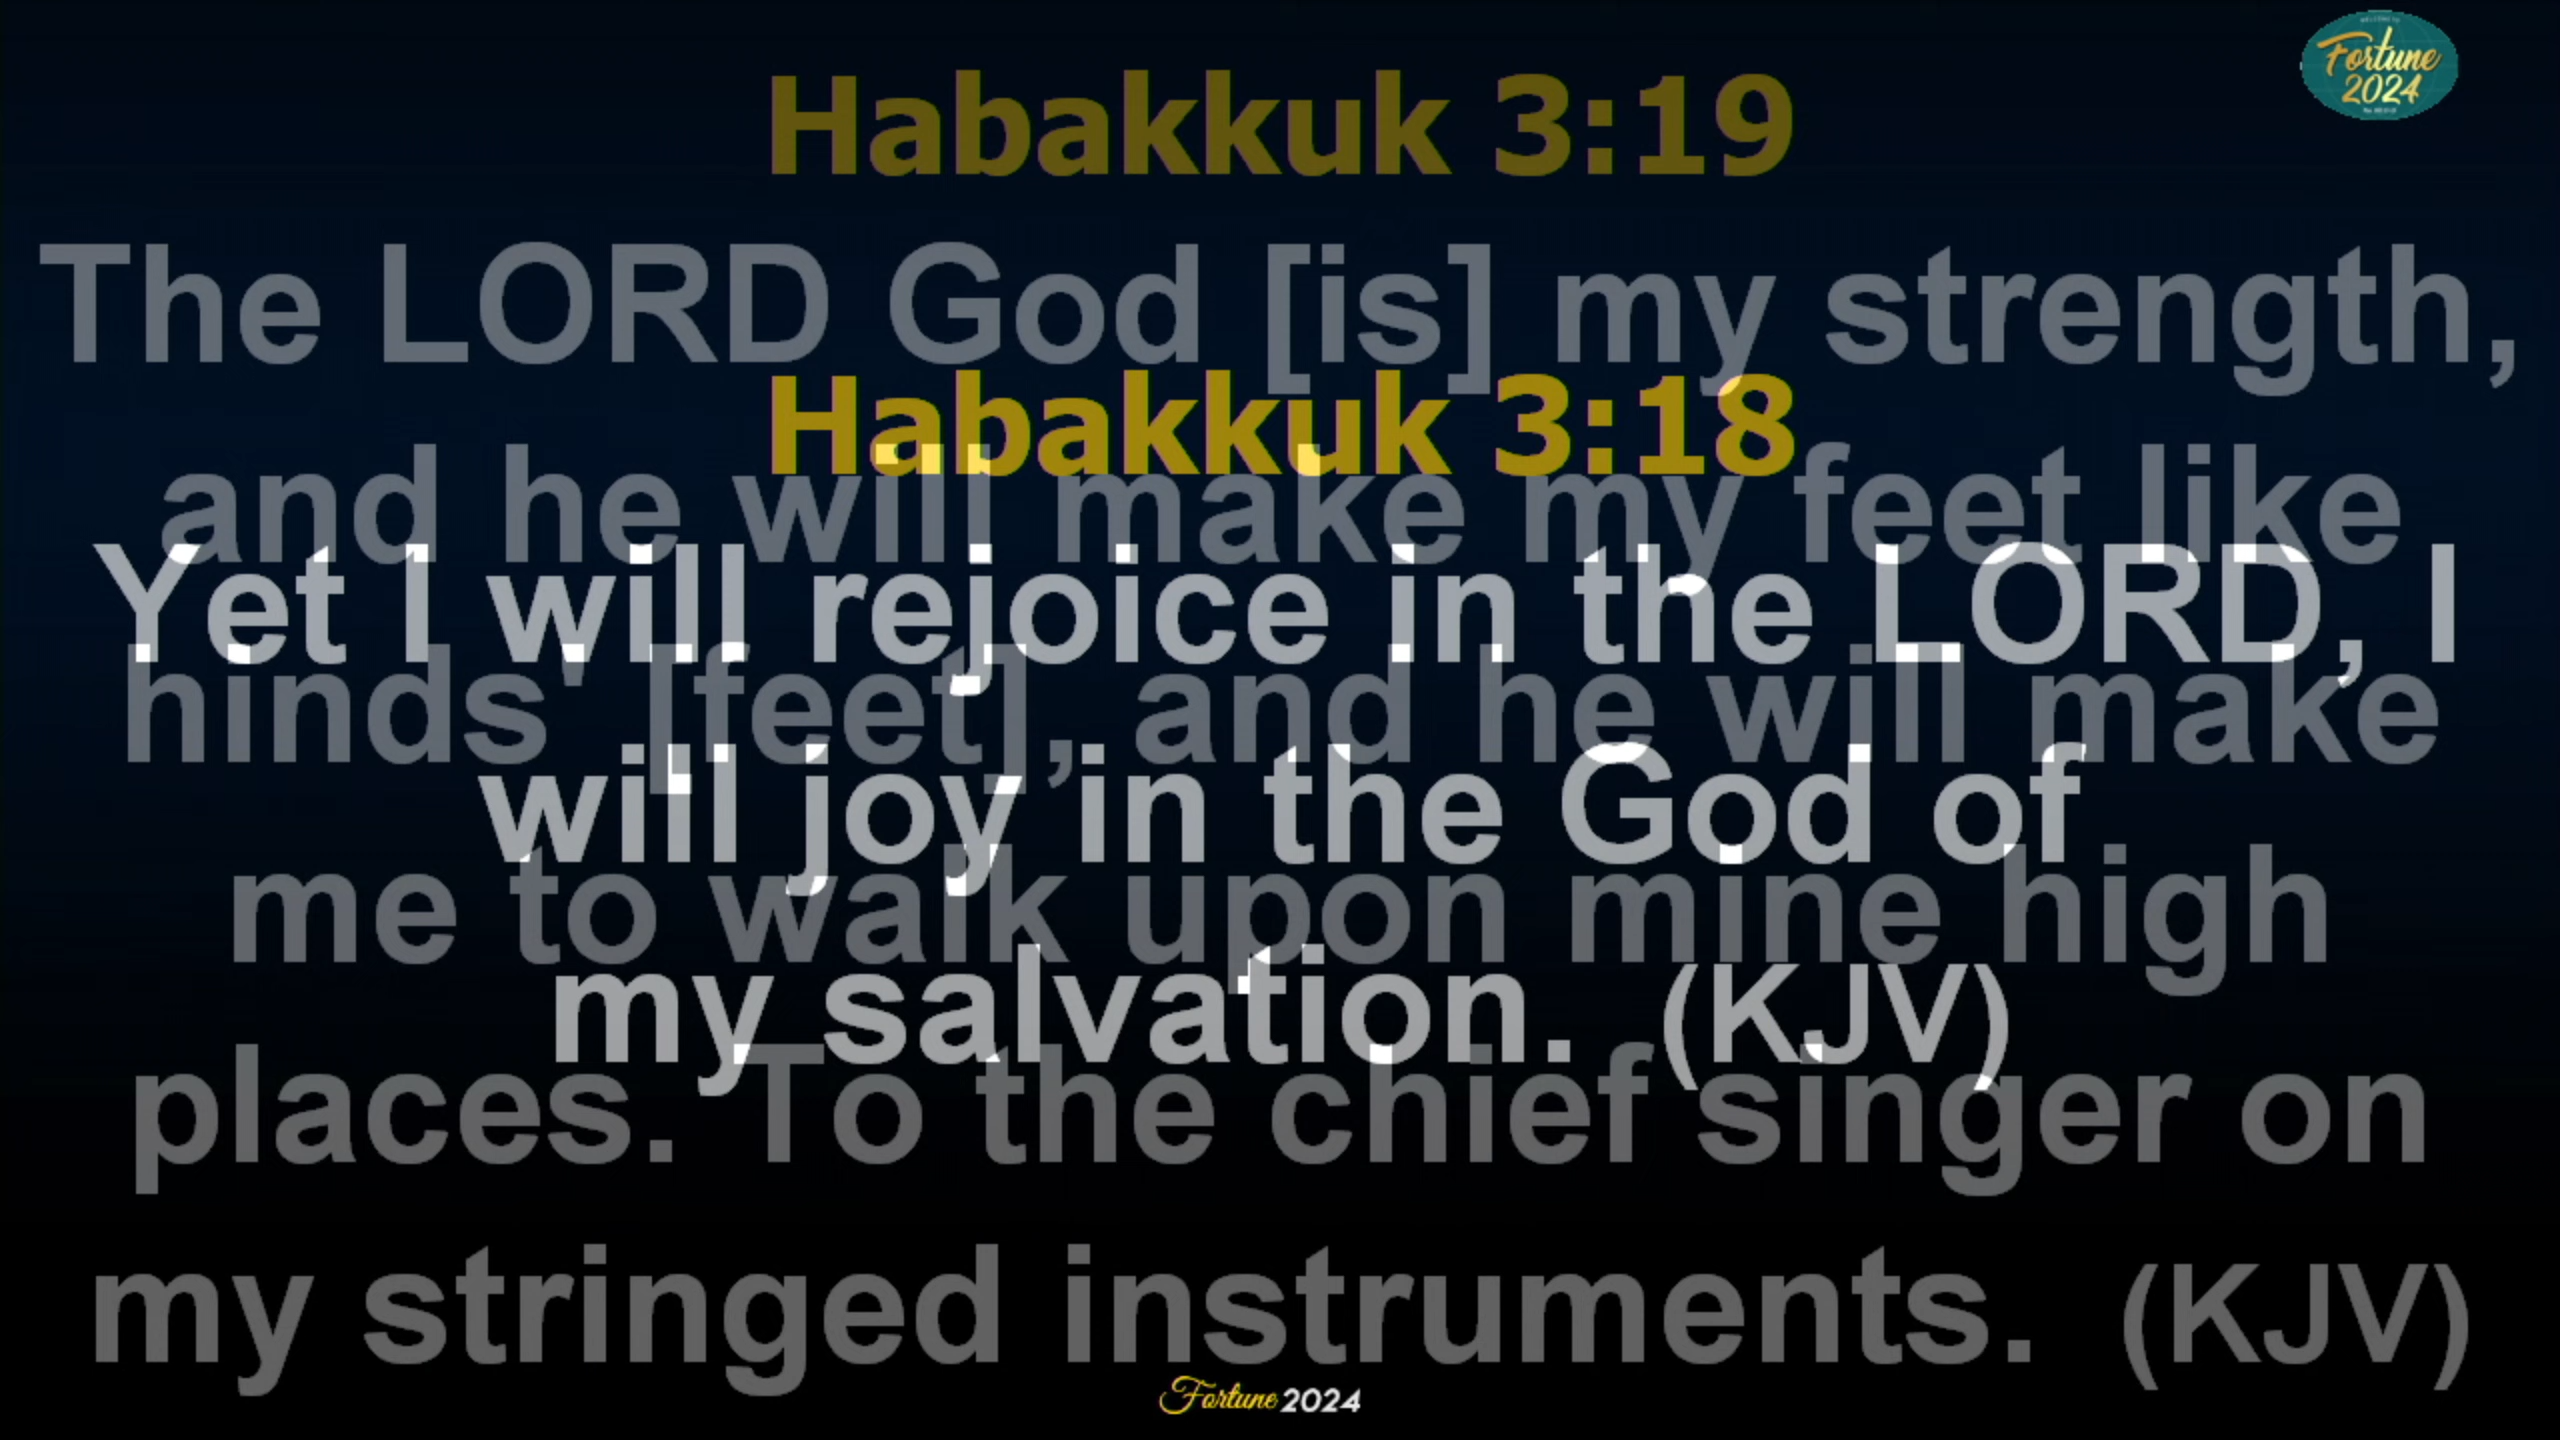 Fortune
2024
Habakkuk 3:19
The LORD God [is] my strength,
and he will make my feet like
hinds' [feet], and he will make
me to walk upon mine high
places. To the chief singer on
my stringed instruments. (KJV)
Habakkuk 3:18
Yet I will rejoice in the LORD, I
will joy in the God of
my salvation. (KJV)
Fortune 2024